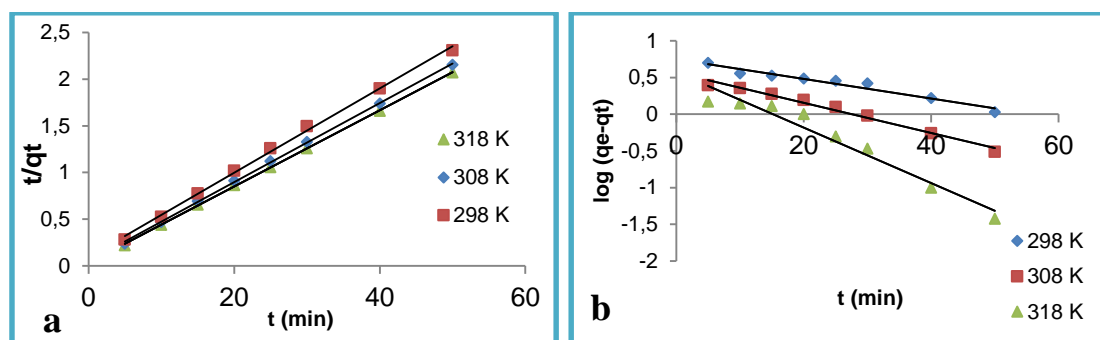 2,5
2
1,5
1
0,5
0
0 20 40 60
t/qt
t (min)
318 K
308 K
298 K
a
1
0,5
0
-0,5
-1
-1,5
-2
0 20 40 60
log (qe-qt)
t (min)
298 K
308 K
318 K
b